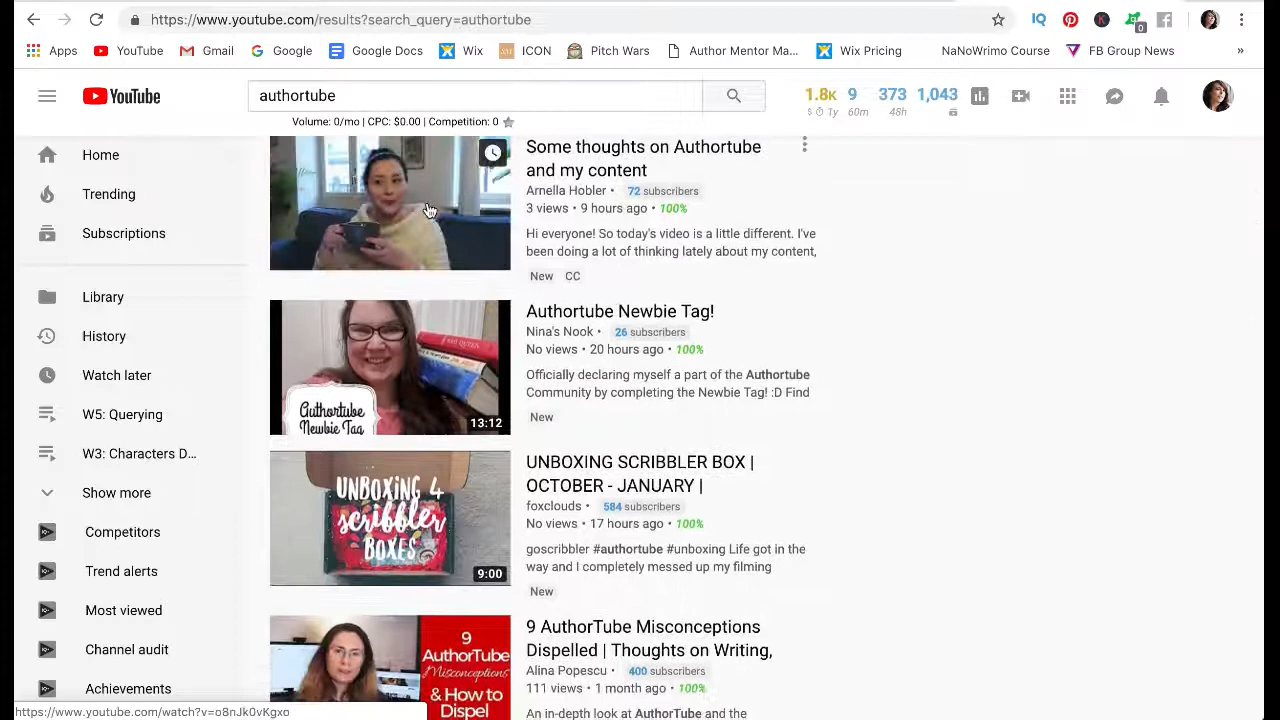 https://www.youtube.com/results?search_query=authortube
IQ
K
0
Apps YouTube Gmail Google Google Docs Wix ICON Pitch Wars Author Mentor Ma... Wix Pricing NaNoWrimo Course FB Group News »
YouTube
authortube
1.8K 9 373 1,043
1y 60m 48h
Volume: 0/mo | CPC: $0.00 | Competition: 0
Home
Trending
Subscriptions
Library
History
Watch later
W5: Querying
W3: Characters D...
Show more
Competitors
Trend alerts
Most viewed
Channel audit
Achievements
Some thoughts on Authortube
and my content
Arnella Hobler • 72 subscribers
3 views • 9 hours ago • 100%
Hi everyone! So today's video is a little different. I've
been doing a lot of thinking lately about my content,
New CC
Authortube
Newbie Tag
13:12
Authortube Newbie Tag!
Nina's Nook • 26 subscribers
No views • 20 hours ago • 100%
Officially declaring myself a part of the Authortube
Community by completing the Newbie Tag! :D Find
New
UNBOXING 4
scribbler
BOXES
9:00
UNBOXING SCRIBBLER BOX |
OCTOBER - JANUARY |
foxclouds • 584 subscribers
No views • 17 hours ago • 100%
goscribbler #authortube #unboxing Life got in the
way and I completely messed up my filming
New
9
AUTHORTUBE
Misconceptions
& How to
Dispel
9 AuthorTube Misconceptions
Dispelled | Thoughts on Writing,
Alina Popescu • 400 subscribers
111 views • 1 month ago • 100%
An in-depth look at AuthorTube and the
https://www.youtube.com/watch?v=o8nJk0vKgxo